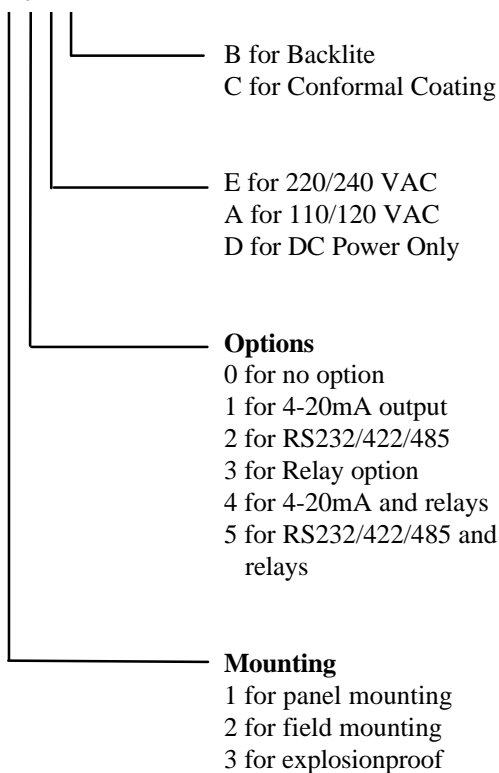 B for Backlite
C for Conformal Coating
E for 220/240 VAC
A for 110/120 VAC
D for DC Power Only
Options
0 for no option
1 for 4-20mA output
2 for RS232/422/485
3 for Relay option
4 for 4-20mA and relays
5 for RS232/422/485 and
relays
Mounting
1 for panel mounting
2 for field mounting
3 for explosionproof